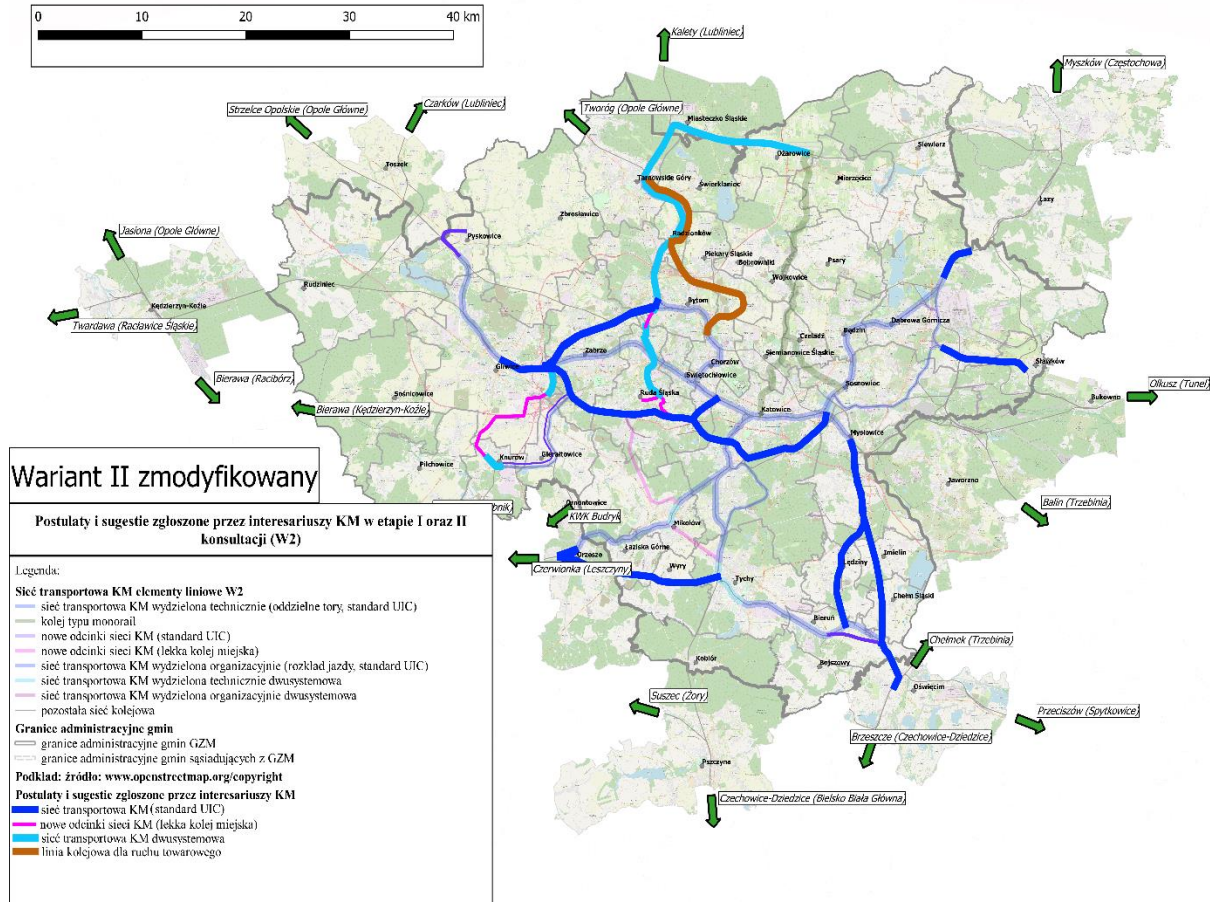 0 10 20 30 40 km
Kalety (Lubliniec)
Myszków (Częstochowa)
Strzelce Opolskie (Opole Główne)
Czarków (Lubliniec)
Tworóg (Opole Główne)
Miasteczko Śląskie
Ożarowice
Siewierz
Toszek
Tarnowskie Góry
Świerklaniec
Mierzęcice
Łazy
Zbrosławice
Jasiona (Opole Główne)
Pyskowice
Radzionków
Piekary Śląskie
Bobrowniki
Psary
Wojkowice
Rudziniec
Kędzierzyn-Koźle
Bytom
Twardawa (Racławice Śląskie)
Dąbrowa Górnicza
Będzin
Czeladź
Zabrze
Siemianowice Śląskie
Chorzów
Sławków
Gliwice
Świętochłowice
Bierawa (Racibórz)
Sosnowiec
Sośnicowice
Ruda Śląska
Olkusz (Tunel)
Bukowno
Bierawa (Kędzierzyn-Koźle)
Katowice
Mysłowice
Knurów
Gierałtowice
Pilchowice
Jaworzno
Wariant II zmodyfikowany
Ornontowice
KWK Budryk
Balin (Trzebinia)
Mikołów
Łaziska Górne
Orzesze
Imielin
Lędziny
Czerwionka (Leszczyny)
Wyry
Tychy
Chełm Śląski
Bieruń
Chełmek (Trzebinia)
Bojszowy
Kobiór
Oświęcim
Suszec (Żory)
Przeciszów (Spytkowice)
Brzeszcze (Czechowice-Dziedzice)
Pszczyna
Czechowice-Dziedzice (Bielsko Biała Główna)
Postulaty i sugestie zgłoszone przez interesariuszy KM w etapie I oraz II
konsultacji (W2)
Legenda:
Sieć transportowa KM elementy liniowe W2
sieć transportowa KM wydzielona technicznie (oddzielne tory, standard UIC)
kolej typu monorail
nowe odcinki sieci KM (standard UIC)
nowe odcinki sieci KM (lekka kolej miejska)
sieć transportowa KM wydzielona organizacyjnie (rozkład jazdy, standard UIC)
sieć transportowa KM wydzielona technicznie dwusystemowa
sieć transportowa KM wydzielona organizacyjnie dwusystemowa
pozostała sieć kolejowa
Granice administracyjne gmin
granice administracyjne gmin GZM
granice administracyjne gmin sąsiadujących z GZM
Podkład: źródło: www.openstreetmap.org/copyright
Postulaty i sugestie zgłoszone przez interesariuszy KM
sieć transportowa KM (standard UIC)
nowe odcinki sieci KM (lekka kolej miejska)
sieć transportowa KM dwusystemowa
linia kolejowa dla ruchu towarowego